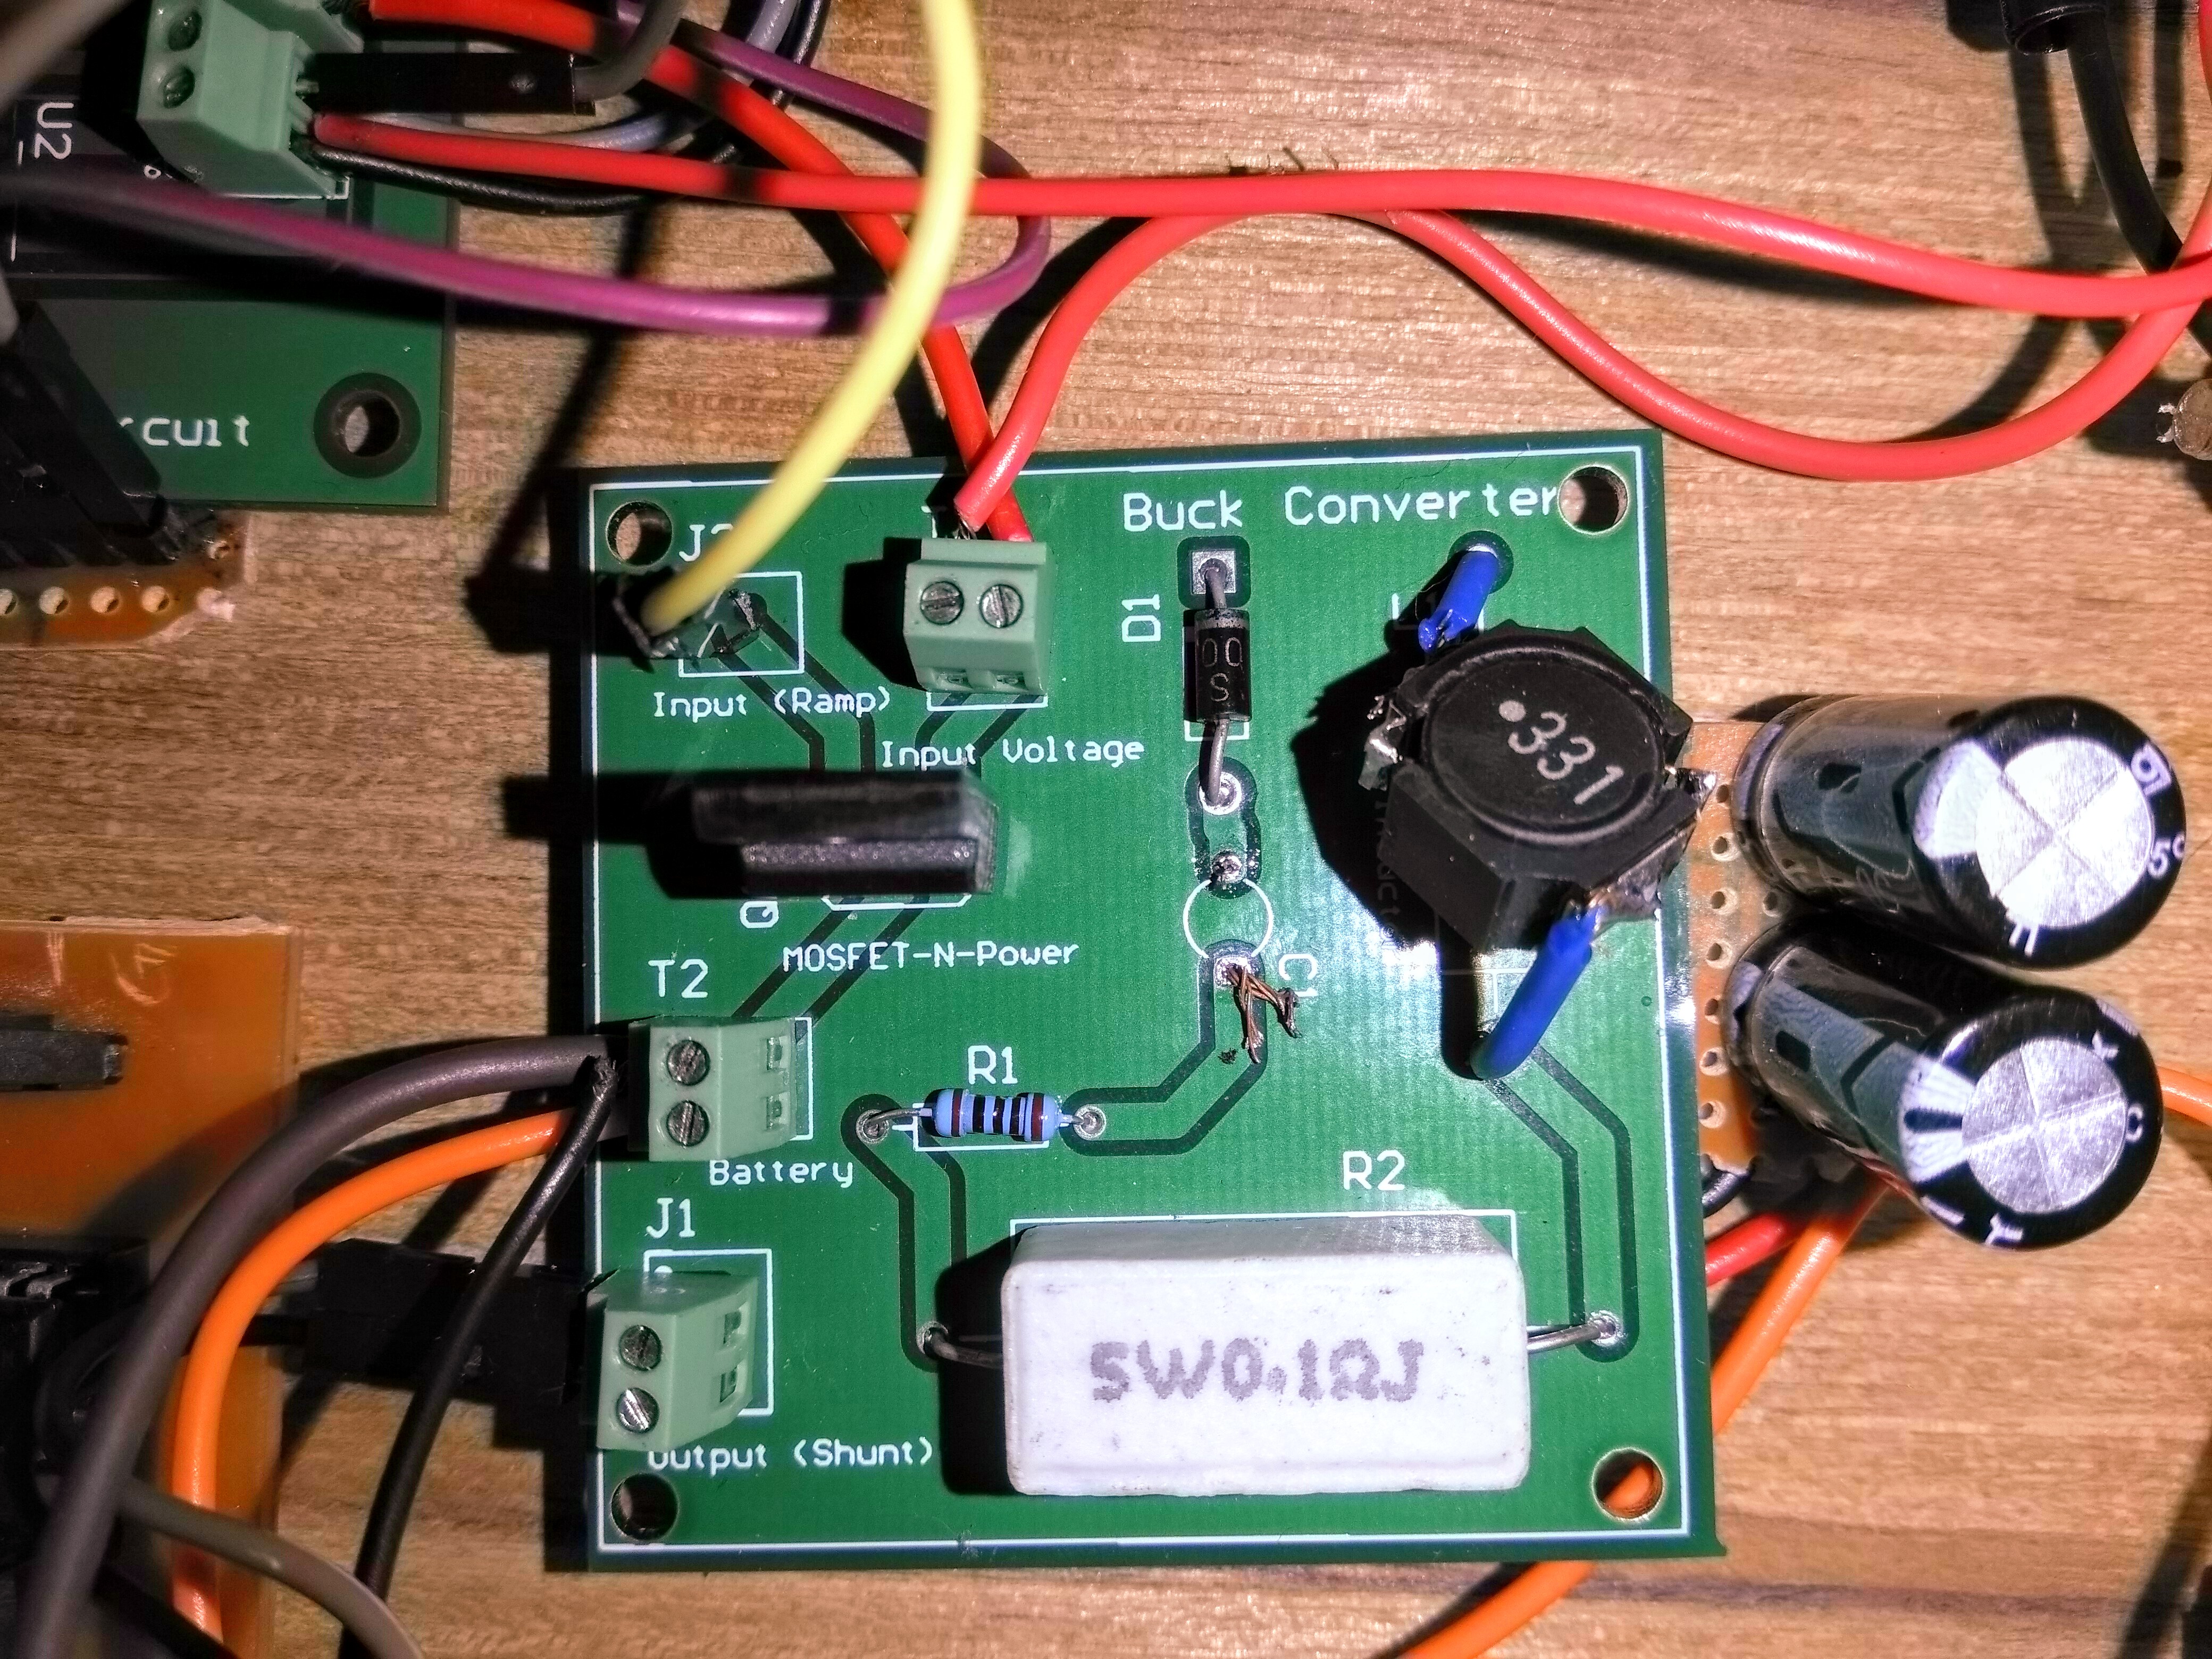 U2
rcuit
Buck Converter
J2
D1
00
S
Input (Ramp)
Input Voltage
331
Q
MOSFET-N-Power
C1
T2
R1
Battery
R2
J1
Output (Shunt)
5W0.1ΩJ